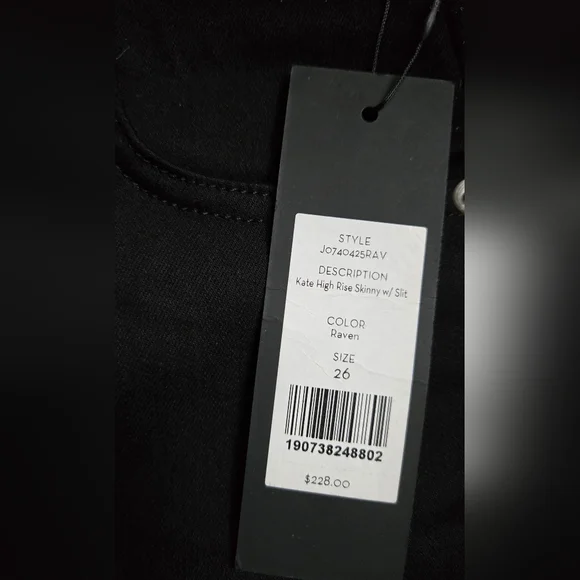 STYLE
J0740425RAV
DESCRIPTION
Kate High Rise Skinny w/ Slit
COLOR
Raven
SIZE
26
190738248802
$228.00